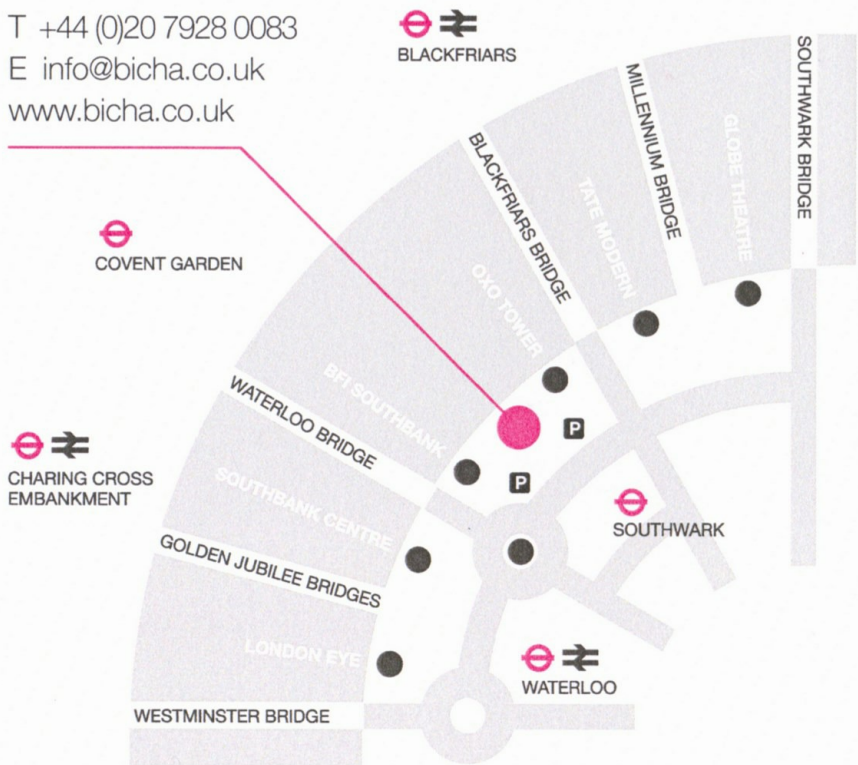 T +44 (0)20 7928 0083
E info@bicha.co.uk
www.bicha.co.uk
BLACKFRIARS
COVENT GARDEN
CHARING CROSS
EMBANKMENT
SOUTHWARK BRIDGE
MILLENNIUM BRIDGE
GLOBE THEATRE
BLACKFRIARS BRIDGE
TATE MODERN
OXO TOWER
WATERLOO BRIDGE
BFI SOUTHBANK
P
P
SOUTHBANK CENTRE
SOUTHWARK
GOLDEN JUBILEE BRIDGES
LONDON EYE
WATERLOO
WESTMINSTER BRIDGE